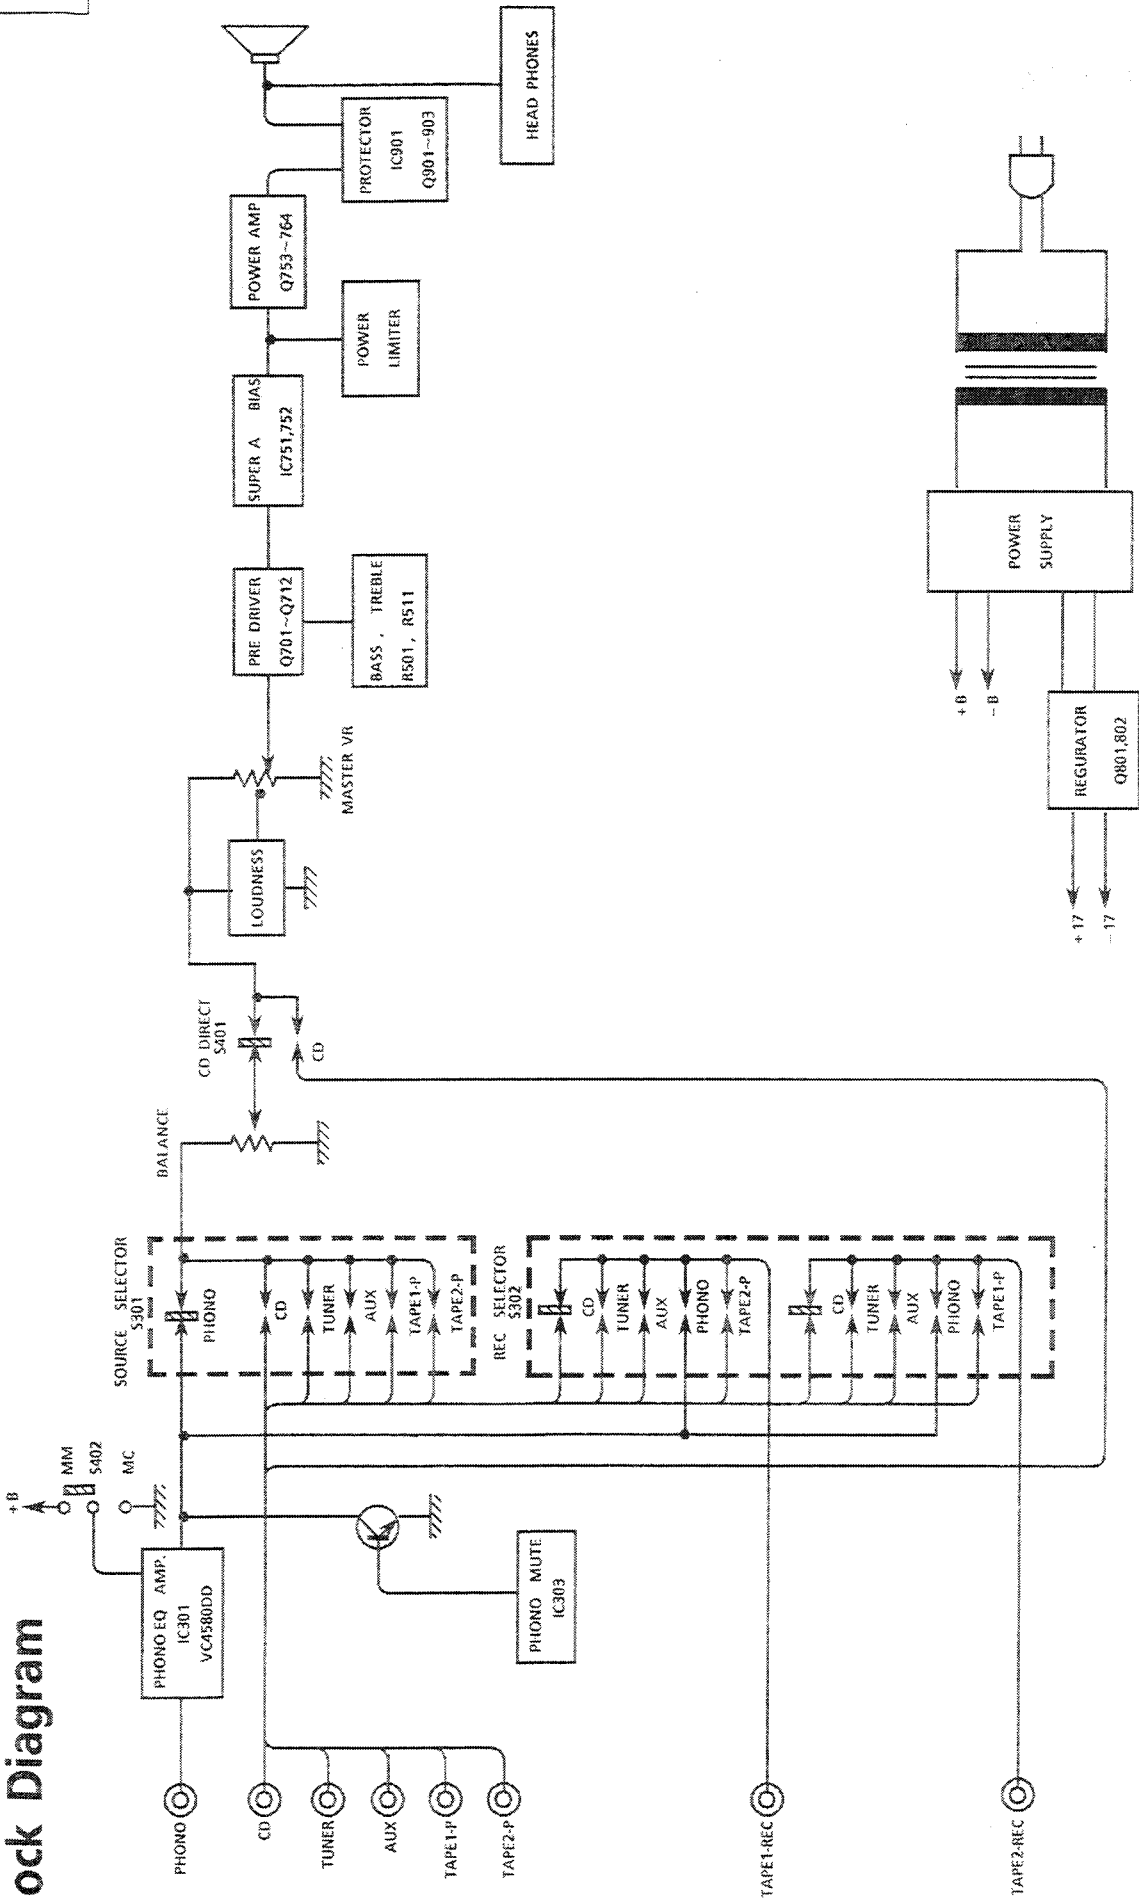 ock Diagram
PHONO
CD
TUNER
AUX
TAPE1-P
TAPE2-P
TAPE1-REC
TAPE2-REC
PHONO EQ AMP.
IC301
VC4580DD
+B
MM
S402
MC
PHONO MUTE
IC303
SOURCE SELECTOR
S301
PHONO
CD
TUNER
AUX
TAPE1-P
TAPE2-P
REC SELECTOR
S302
CD
TUNER
AUX
PHONO
TAPE2-P
CD
TUNER
AUX
PHONO
TAPE1-P
BALANCE
CD DIRECT
S401
CD
LOUDNESS
MASTER VR
PRE DRIVER
Q701~Q712
BASS, TREBLE
R501, R511
SUPER A BIAS
IC751,752
POWER
LIMITER
POWER AMP
Q753~764
PROTECTOR
IC901
Q901~903
HEAD PHONES
+17
-17
REGURATOR
Q801,802
+B
-B
POWER
SUPPLY